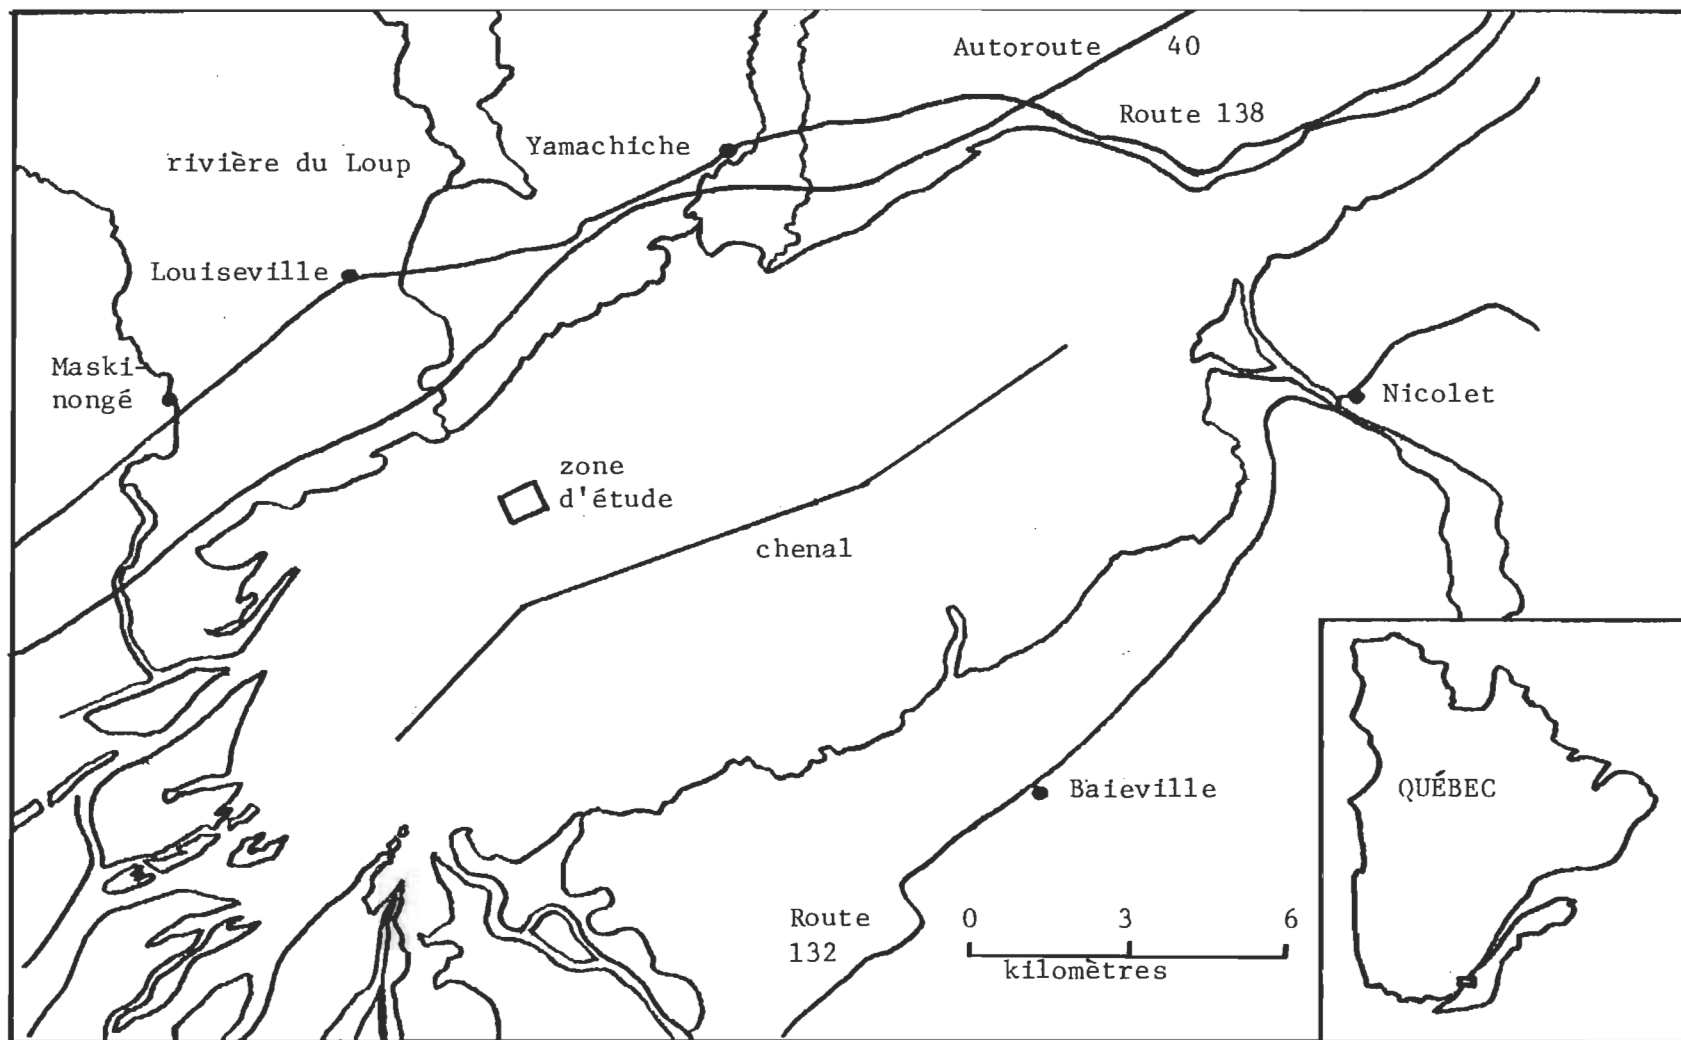 Autoroute 40
Route 138
Yamachiche
rivière du Loup
Louiseville
Maski-
nongé
Nicolet
zone
d'étude
chenal
Baieville
QUÉBEC
Route
132
0 3 6
kilomètres